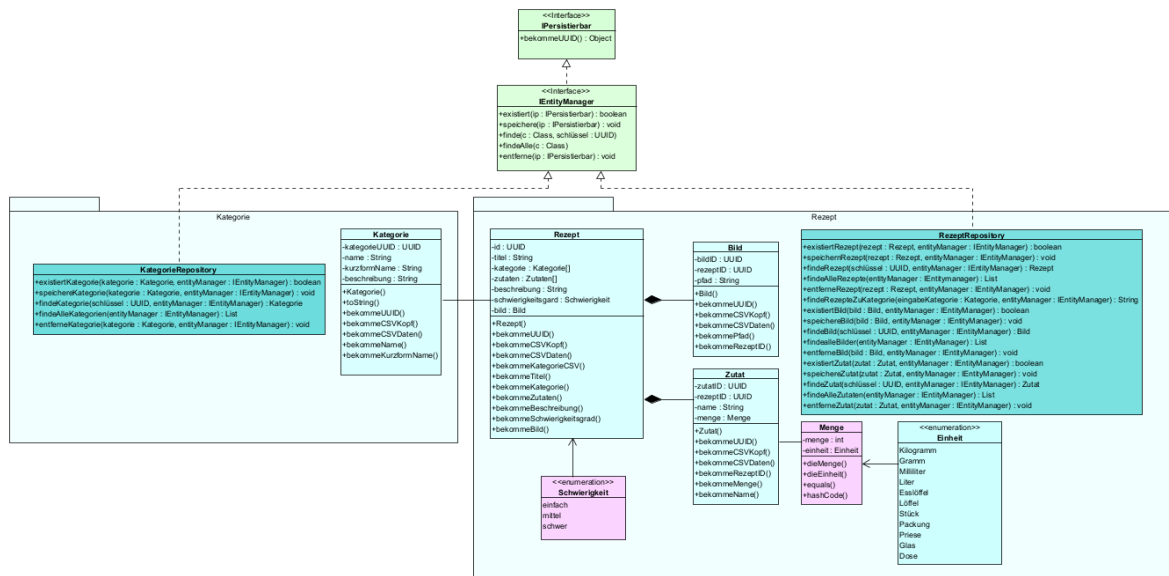 <<Interface>>
IPersistierbar
+bekommeUUID() : Object
<<Interface>>
IEntityManager
+existiert(ip : IPersistierbar) : boolean
+speichere(ip : IPersistierbar) : void
+finde(c : Class, schlüssel : UUID)
+findeAlle(c : Class)
+entferne(ip : IPersistierbar) : void
Kategorie
KategorieRepository
+existiertKategorie(kategorie : Kategorie, entityManager : IEntityManager) : boolean
+speichereKategorie(kategorie : Kategorie, entityManager : IEntityManager) : void
+findeKategorie(schlüssel : UUID, entityManager : IEntityManager) : Kategorie
+findeAlleKategorien(entityManager : IEntityManager) : List
+entferneKategorie(kategorie : Kategorie, entityManager : IEntityManager) : void
Kategorie
-kategorieUUID : UUID
-name : String
-kurzformName : String
-beschreibung : String
+Kategorie()
+toString()
+bekommeUUID()
+bekommeCSVKopf()
+bekommeCSVDaten()
+bekommeName()
+bekommeKurzformName()
Rezept
Rezept
-id : UUID
-titel : String
-kategorie : Kategorie[]
-zutaten : Zutaten[]
-beschreibung : String
-schwierigkeitsgard : Schwierigkeit
-bild : Bild
+Rezept()
+bekommeUUID()
+bekommeCSVKopf()
+bekommeCSVDaten()
+bekommeKategorieCSV()
+bekommeTitel()
+bekommeKategorie()
+bekommeZutaten()
+bekommeBeschreibung()
+bekommeSchwierigkeitsgrad()
+bekommeBild()
Bild
-bildID : UUID
-rezeptID : UUID
-pfad : String
+Bild()
+bekommeUUID()
+bekommeCSVKopf()
+bekommeCSVDaten()
+bekommePfad()
+bekommeRezeptID()
RezeptRepository
+existiertRezept(rezept : Rezept, entityManager : IEntityManager) : boolean
+speichernRezept(rezept : Rezept, entityManager : IEntityManager) : void
+findeRezept(schlüssel : UUID, entityManager : IEntityManager) : Rezept
+findeAlleRezepte(entityManager : IEntitymanager) : List
+entferneRezept(rezept : Rezept, entityManager : IEntityManager) : void
+findeRezepteZuKategorie(eingabeKategorie : Kategorie, entityManager : IEntityManager) : String
+existiertBild(bild : Bild, entityManager : IEntityManager) : boolean
+speichereBild(bild : Bild, entityManager : IEntityManager) : void
+findeBild(schlüssel : UUID, entityManager : IEntityManager) : Bild
+findealleBilder(entityManager : IEntityManager) : List
+entferneBild(bild : Bild, entityManager : IEntityManager) : void
+existiertZutat(zutat : Zutat, entityManager : IEntityManager) : boolean
+speichereZutat(zutat : Zutat, entityManager : IEntityManager) : void
+findeZutat(schlüssel : UUID, entityManager : IEntityManager) : Zutat
+findeAlleZutaten(entityManager : IEntityManager) : List
+entferneZutat(zutat : Zutat, entityManager : IEntityManager) : void
Zutat
-zutatID : UUID
-rezeptID : UUID
-name : String
-menge : Menge
+Zutat()
+bekommeUUID()
+bekommeCSVKopf()
+bekommeCSVDaten()
+bekommeRezeptID()
+bekommeMenge()
+bekommeName()
Menge
-menge : int
-einheit : Einheit
+dieMenge()
+dieEinheit()
+equals()
+hashCode()
<<enumeration>>
Einheit
Kilogramm
Gramm
Milliliter
Liter
Esslöffel
Löffel
Stück
Packung
Priese
Glas
Dose
<<enumeration>>
Schwierigkeit
einfach
mittel
schwer